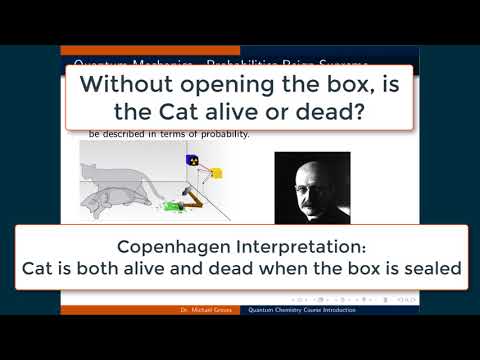 Quantum Mechanics - Probabilities Reign Supreme
Without opening the box, is
the Cat alive or dead?
be described in terms of probability.
Copenhagen Interpretation:
Cat is both alive and dead when the box is sealed
Dr. Michael Groves Quantum Chemistry Course Introduction